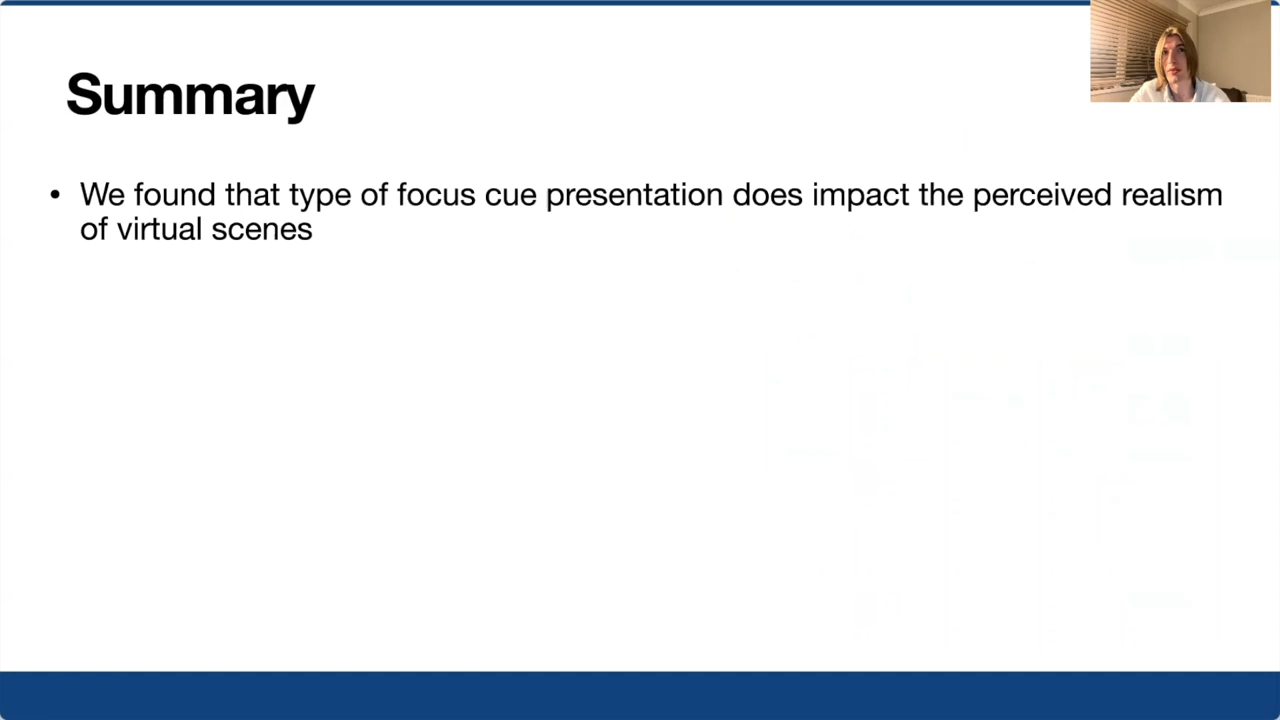 Summary
• We found that type of focus cue presentation does impact the perceived realism
of virtual scenes